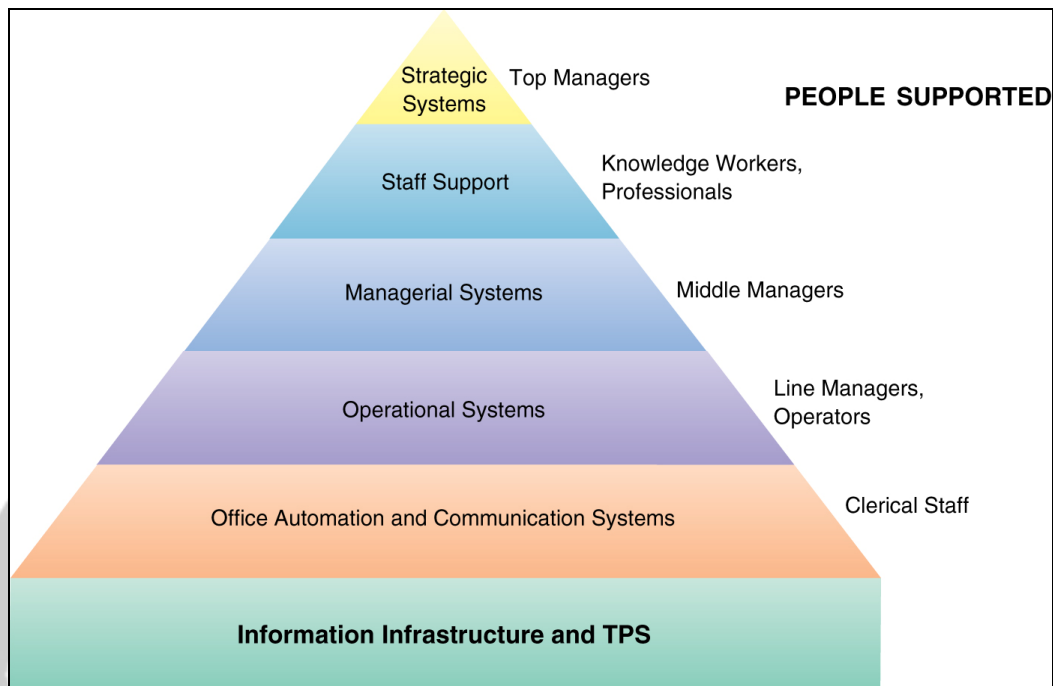 Strategic
Systems
Top Managers
PEOPLE SUPPORTED
Staff Support
Knowledge Workers,
Professionals
Managerial Systems
Middle Managers
Operational Systems
Line Managers,
Operators
Office Automation and Communication Systems
Clerical Staff
Information Infrastructure and TPS